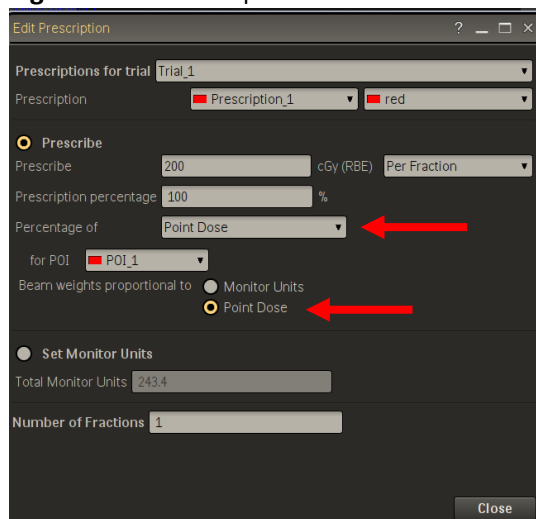 Edit Prescription ?
Prescriptions for trial Trial_1
Prescription Prescription_1 red
Prescribe
Prescribe 200 cGy (RBE) Per Fraction
Prescription percentage 100 %
Percentage of Point Dose
for POI POI_1
Beam weights proportional to Monitor Units
Point Dose
Set Monitor Units
Total Monitor Units 243.4
Number of Fractions 1
Close